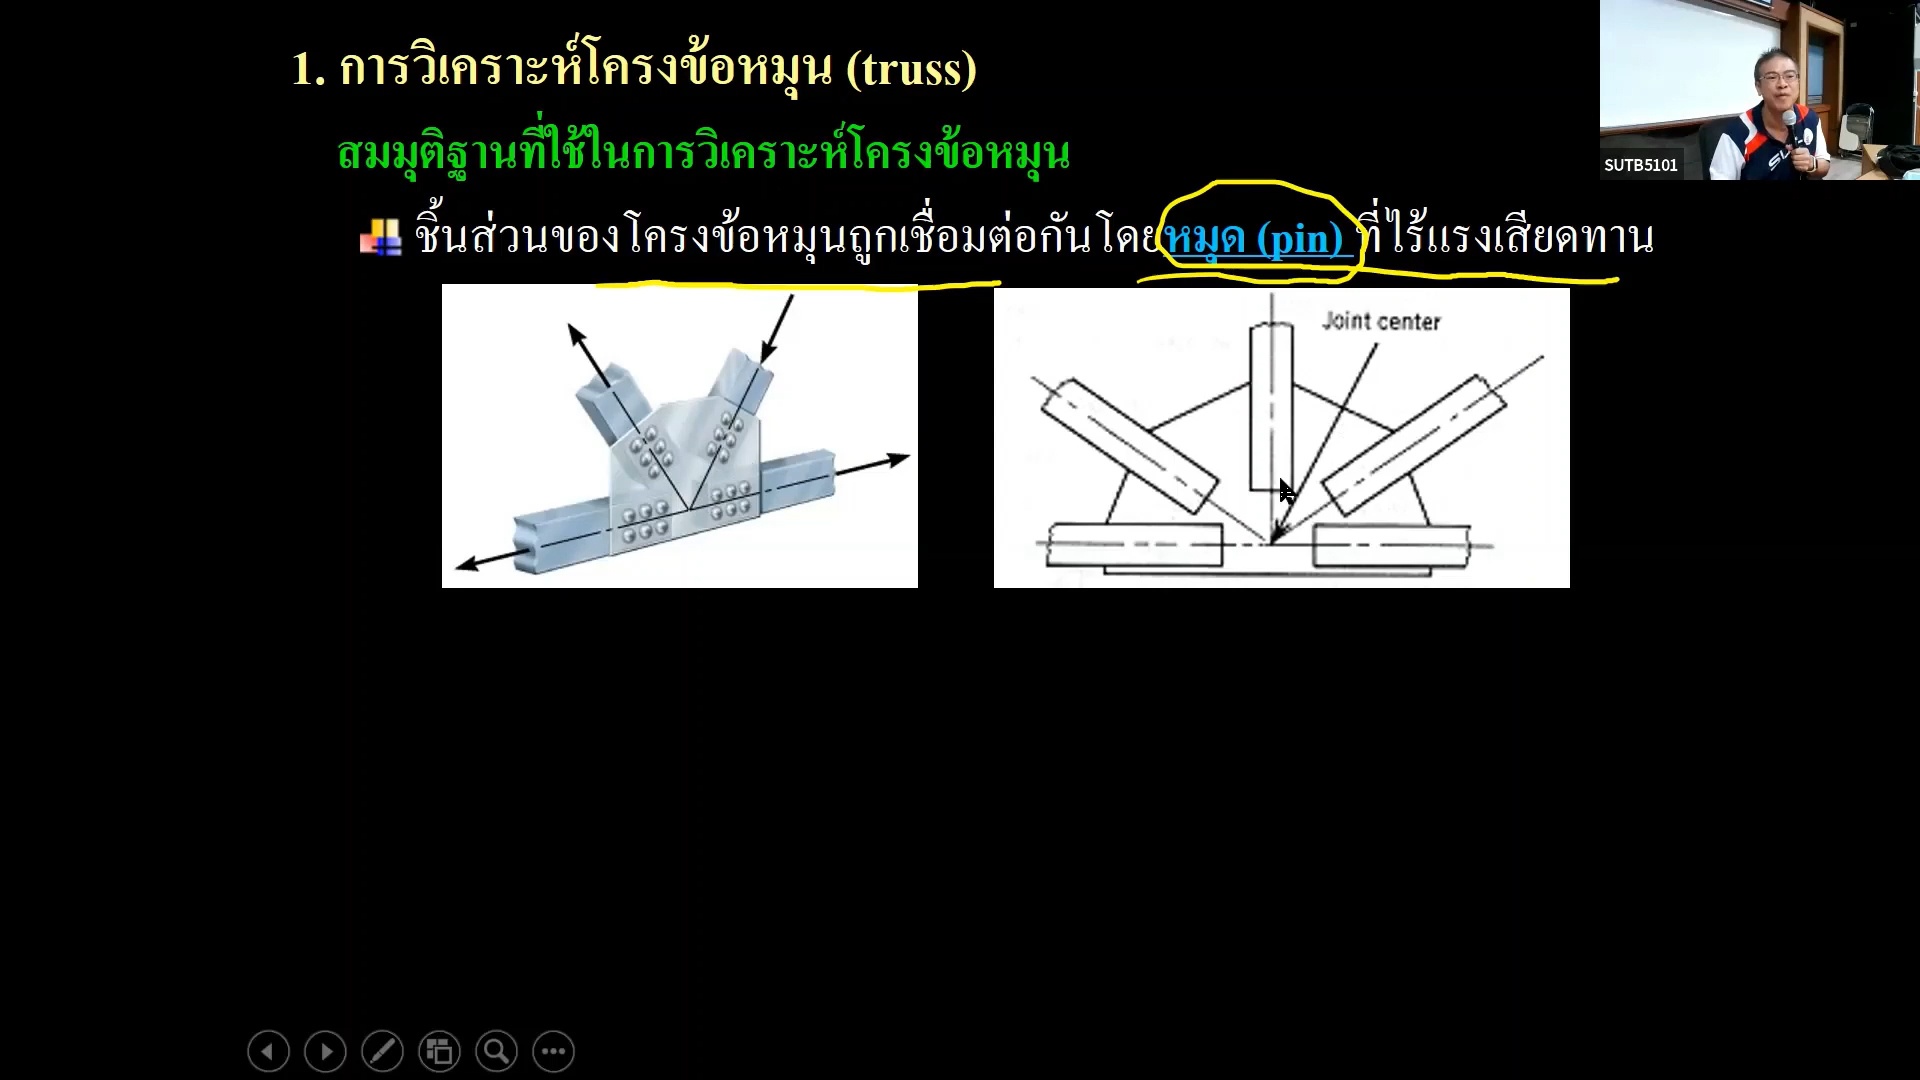 1. การวิเคราะห์โครงข้อหมุน (truss)
สมมุติฐานที่ใช้ในการวิเคราะห์โครงข้อหมุน
ชิ้นส่วนของโครงข้อหมุนถูกเชื่อมต่อกันโดยหมุด (pin) ที่ไร้แรงเสียดทาน
Joint center
SUTB5101